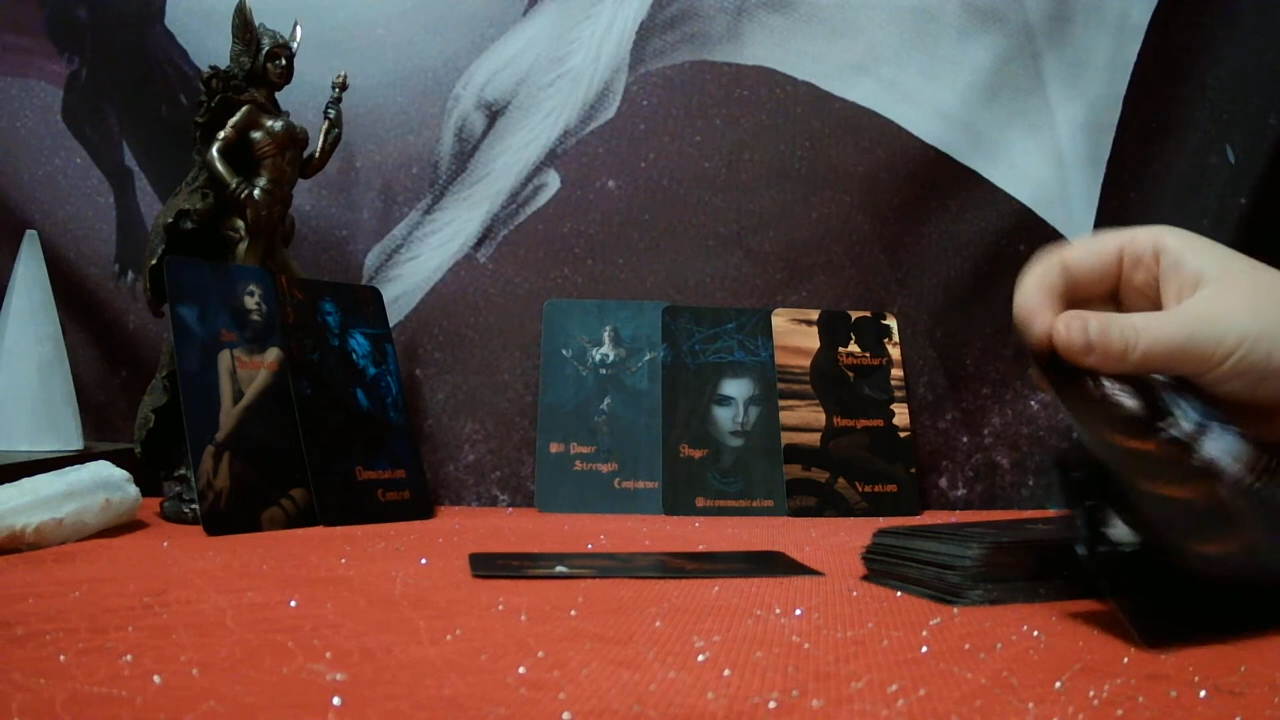 Domination
Control
Will Power
Strength
Confidence
Anger
Miscommunication
Adventure
Honeymoon
Vacation